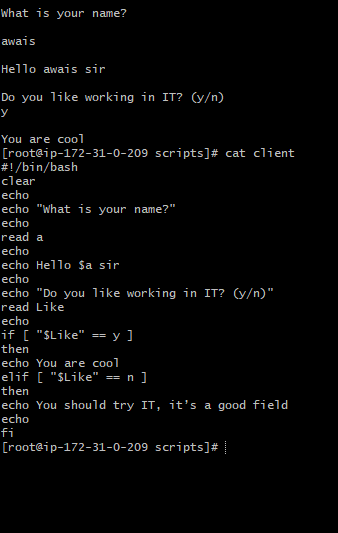 What is your name?
awais
Hello awais sir
Do you like working in IT? (y/n)
y
You are cool
[root@ip-172-31-0-209 scripts]# cat client
#!/bin/bash
clear
echo
echo "What is your name?"
echo
read a
echo
echo Hello $a sir
echo
echo "Do you like working in IT? (y/n)"
read Like
echo
if [ "$Like" == y ]
then
echo You are cool
elif [ "$Like" == n ]
then
echo You should try IT, it’s a good field
echo
fi
[root@ip-172-31-0-209 scripts]#